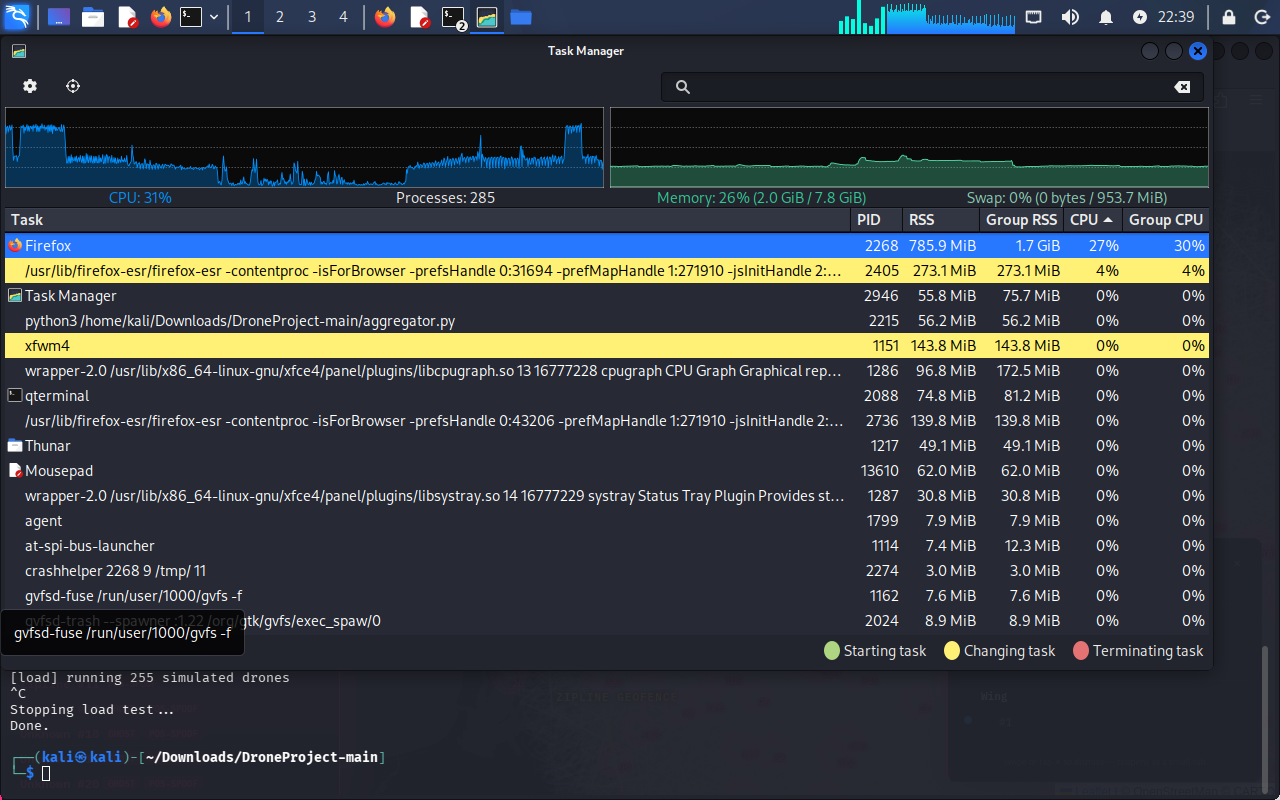 1 2 3 4 2 22:39
Task Manager
CPU: 31% Processes: 285 Memory: 26% (2.0 GiB / 7.8 GiB) Swap: 0% (0 bytes / 953.7 MiB)
Task PID RSS Group RSS CPU Group CPU
Firefox 2268 785.9 MiB 1.7 GiB 27% 30%
/usr/lib/firefox-esr/firefox-esr -contentproc -isForBrowser -prefsHandle 0:31694 -prefMapHandle 1:271910 -jsInitHandle 2:... 2405 273.1 MiB 273.1 MiB 4% 4%
Task Manager 2946 55.8 MiB 75.7 MiB 0% 0%
python3 /home/kali/Downloads/DroneProject-main/aggregator.py 2215 56.2 MiB 56.2 MiB 0% 0%
xfwm4 1151 143.8 MiB 143.8 MiB 0% 0%
wrapper-2.0 /usr/lib/x86_64-linux-gnu/xfce4/panel/plugins/libcpugraph.so 13 16777228 cpugraph CPU Graph Graphical rep... 1286 96.8 MiB 172.5 MiB 0% 0%
qterminal 2088 74.8 MiB 81.2 MiB 0% 0%
/usr/lib/firefox-esr/firefox-esr -contentproc -isForBrowser -prefsHandle 0:43206 -prefMapHandle 1:271910 -jsInitHandle 2:... 2736 139.8 MiB 139.8 MiB 0% 0%
Thunar 1217 49.1 MiB 49.1 MiB 0% 0%
Mousepad 13610 62.0 MiB 62.0 MiB 0% 0%
wrapper-2.0 /usr/lib/x86_64-linux-gnu/xfce4/panel/plugins/libsystray.so 14 16777229 systray Status Tray Plugin Provides st... 1287 30.8 MiB 30.8 MiB 0% 0%
agent 1799 7.9 MiB 7.9 MiB 0% 0%
at-spi-bus-launcher 1114 7.4 MiB 12.3 MiB 0% 0%
crashhelper 2268 9 /tmp/ 11 2274 3.0 MiB 3.0 MiB 0% 0%
gvfsd-fuse /run/user/1000/gvfs -f 1162 7.6 MiB 7.6 MiB 0% 0%
gvfsd-trash --spawner :1.22 /org/gtk/gvfs/exec_spaw/0 2024 8.9 MiB 8.9 MiB 0% 0%
gvfsd-fuse /run/user/1000/gvfs -f
Starting task Changing task Terminating task
[load] running 255 simulated drones
^C
Stopping load test...
Done.
ZIPLINE GEOFENCE
Wing
┌──(kali㉿kali)-[~/Downloads/DroneProject-main]
└─$